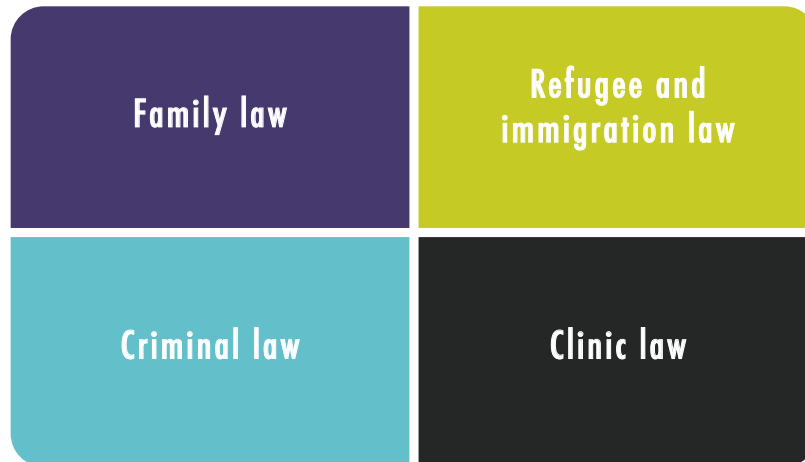 Family law
Refugee and
immigration law
Criminal law
Clinic law